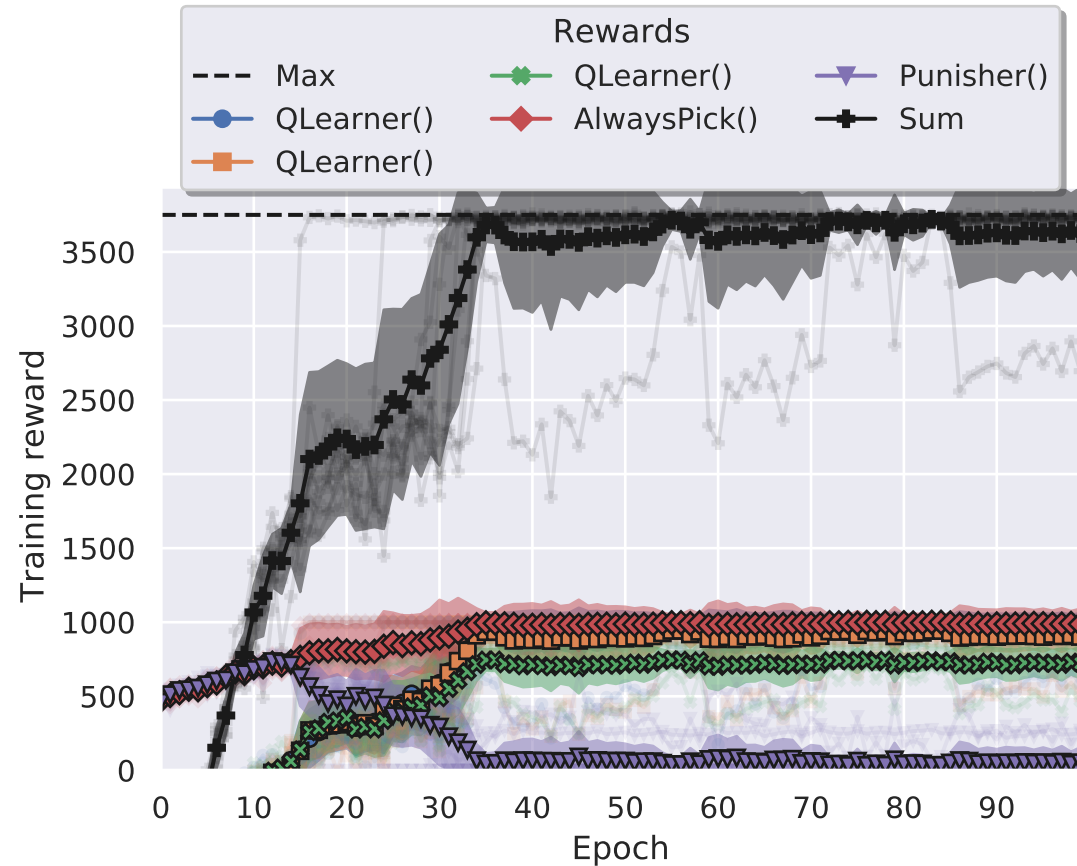 Rewards
Max
QLearner()
QLearner()
QLearner()
AlwaysPick()
Punisher()
Sum
Training reward
3500
3000
2500
2000
1500
1000
500
0
0 10 20 30 40 50 60 70 80 90
Epoch